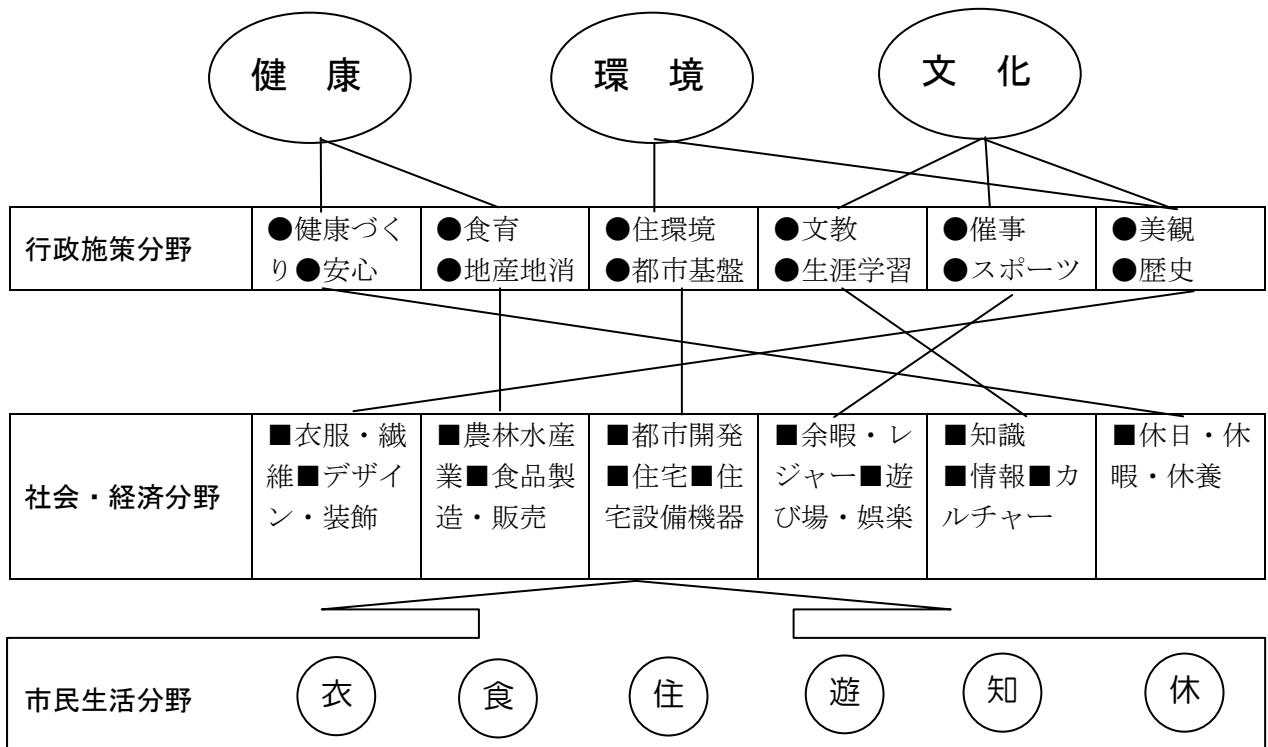 健　康
環　境
文　化
行政施策分野
●健康づく
り●安心
●食育
●地産地消
●住環境
●都市基盤
●文教
●生涯学習
●催事
●スポーツ
●美観
●歴史
社会・経済分野
■衣服・繊
維■デザイ
ン・装飾
■農林水産
業■食品製
造・販売
■都市開発
■住宅■住
宅設備機器
■余暇・レ
ジャー■遊
び場・娯楽
■知識
■情報■カ
ルチャー
■休日・休
暇・休養
市民生活分野
衣
食
住
遊
知
休